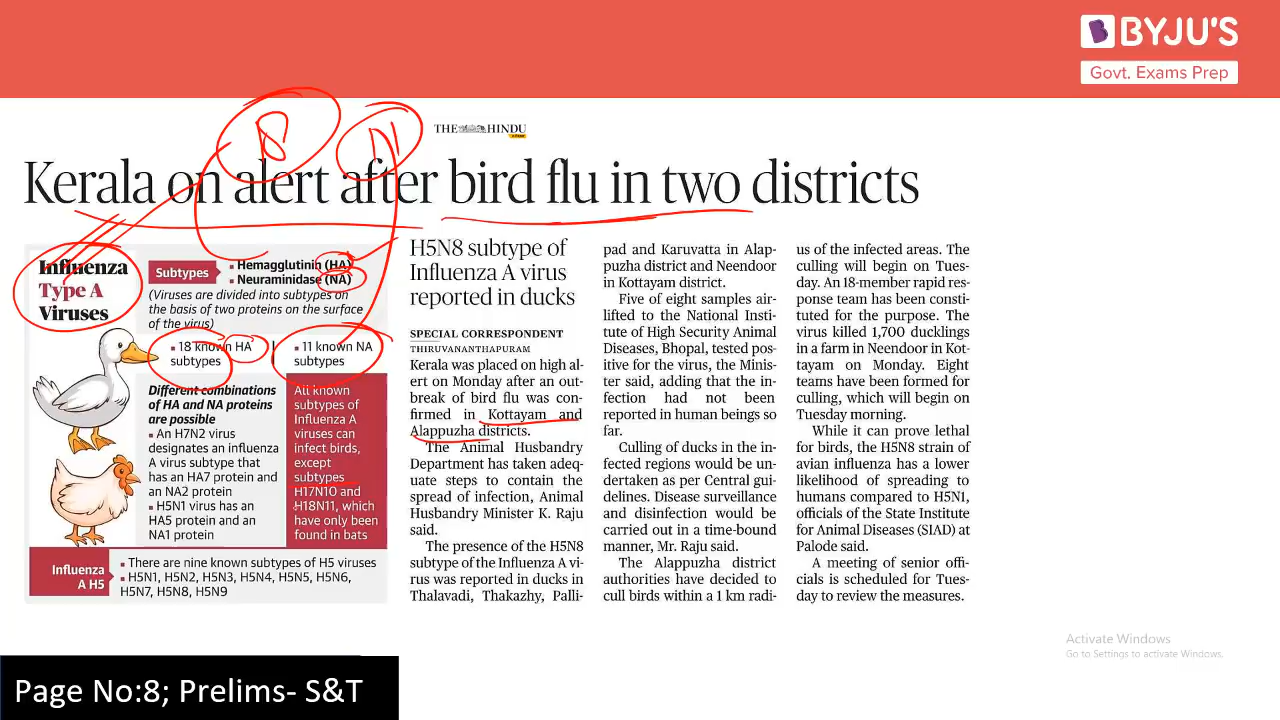 BYJU'S
Govt. Exams Prep
THE HINDU
Kerala on alert after bird flu in two districts
Influenza
Type A
Viruses
Subtypes
▪ Hemagglutinin (HA)
▪ Neuraminidase (NA)
(Viruses are divided into subtypes on
the basis of two proteins on the surface
of the virus)
▪ 18 known HA
subtypes
▪ 11 known NA
subtypes
Different combinations
of HA and NA proteins
are possible
▪ An H7N2 virus
designates an influenza
A virus subtype that
has an HA7 protein and
an NA2 protein
▪ H5N1 virus has an
HA5 protein and an
NA1 protein
All known
subtypes of
Influenza A
viruses can
infect birds,
except
subtypes
H17N10 and
H18N11, which
have only been
found in bats
Influenza
A H5
▪ There are nine known subtypes of H5 viruses
▪ H5N1, H5N2, H5N3, H5N4, H5N5, H5N6,
H5N7, H5N8, H5N9
H5N8 subtype of
Influenza A virus
reported in ducks
SPECIAL CORRESPONDENT
THIRUVANANTHAPURAM
Kerala was placed on high al-
ert on Monday after an out-
break of bird flu was con-
firmed in Kottayam and
Alappuzha districts.
The Animal Husbandry
Department has taken adeq-
uate steps to contain the
spread of infection, Animal
Husbandry Minister K. Raju
said.
The presence of the H5N8
subtype of the Influenza A vi-
rus was reported in ducks in
Thalavadi, Thakazhy, Palli-
pad and Karuvatta in Alap-
puzha district and Neendoor
in Kottayam district.
Five of eight samples air-
lifted to the National Insti-
tute of High Security Animal
Diseases, Bhopal, tested pos-
itive for the virus, the Minis-
ter said, adding that the in-
fection had not been
reported in human beings so
far.
Culling of ducks in the in-
fected regions would be un-
dertaken as per Central gui-
delines. Disease surveillance
and disinfection would be
carried out in a time-bound
manner, Mr. Raju said.
The Alappuzha district
authorities have decided to
cull birds within a 1 km radi-
us of the infected areas. The
culling will begin on Tues-
day. An 18-member rapid res-
ponse team has been consti-
tuted for the purpose. The
virus killed 1,700 ducklings
in a farm in Neendoor in Kot-
tayam on Monday. Eight
teams have been formed for
culling, which will begin on
Tuesday morning.
While it can prove lethal
for birds, the H5N8 strain of
avian influenza has a lower
likelihood of spreading to
humans compared to H5N1,
officials of the State Institute
for Animal Diseases (SIAD) at
Palode said.
A meeting of senior offi-
cials is scheduled for Tues-
day to review the measures.
Activate Windows
Go to Settings to activate Windows.
Page No:8; Prelims- S&T